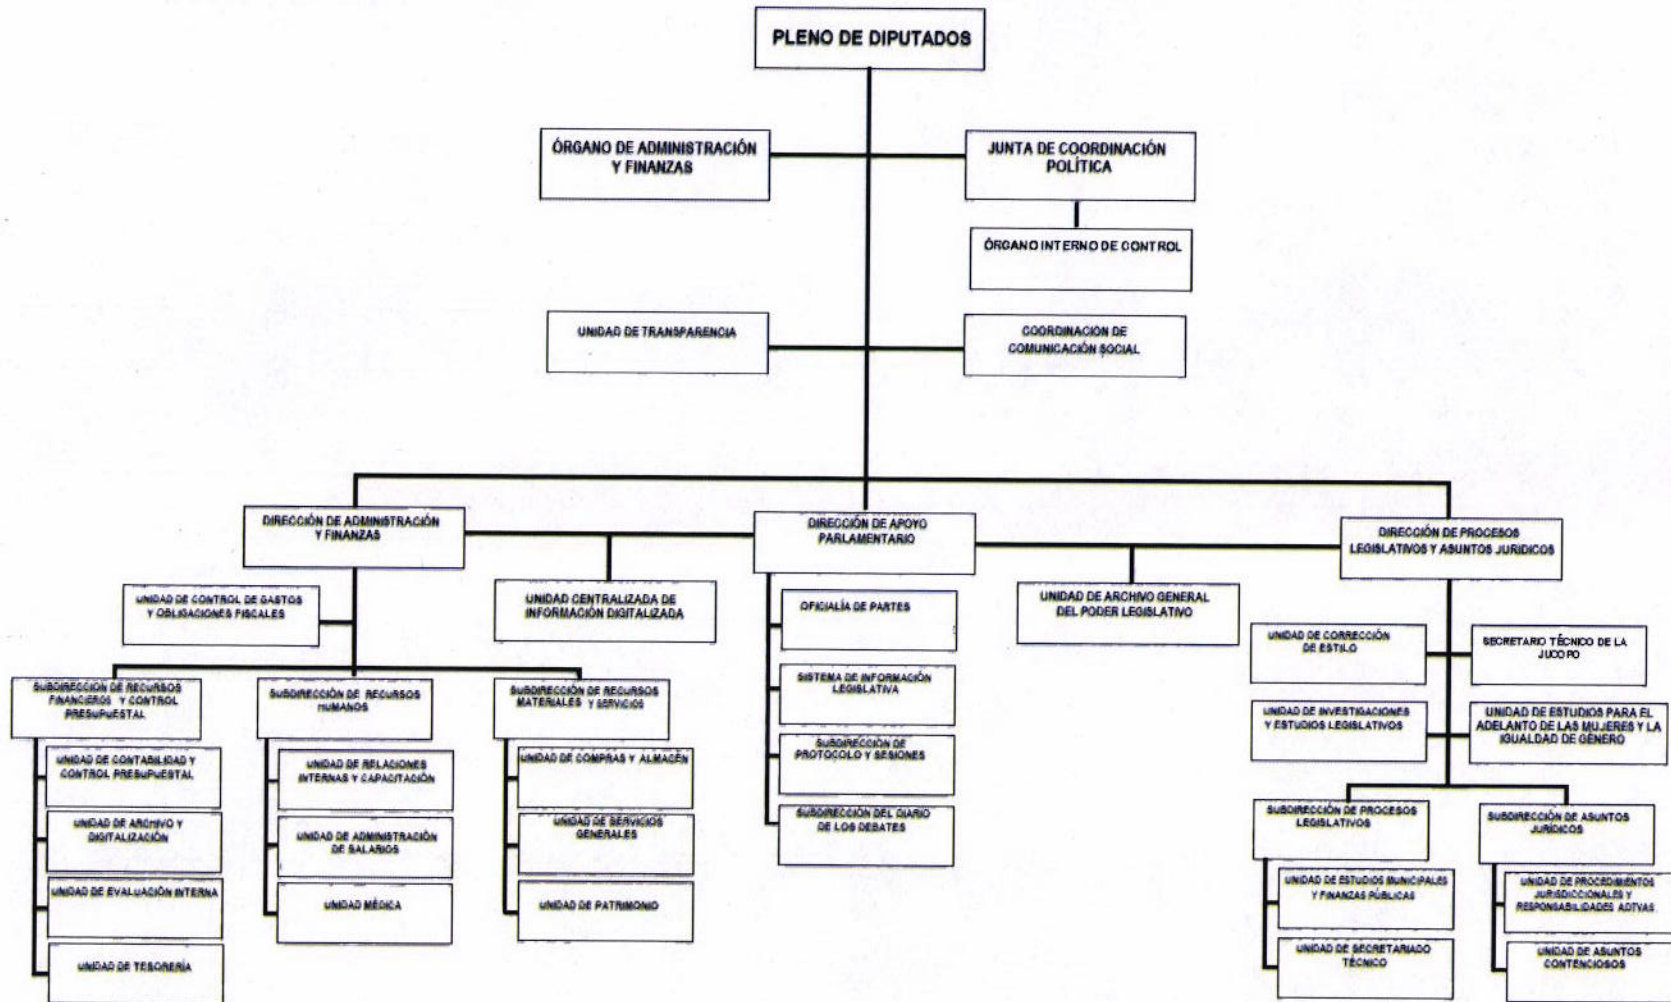 PLENO DE DIPUTADOS
ÓRGANO DE ADMINISTRACIÓN
Y FINANZAS
JUNTA DE COORDINACIÓN
POLÍTICA
ÓRGANO INTERNO DE CONTROL
UNIDAD DE TRANSPARENCIA
COORDINACIÓN DE
COMUNICACIÓN SOCIAL
DIRECCIÓN DE ADMINISTRACIÓN
Y FINANZAS
DIRECCIÓN DE APOYO
PARLAMENTARIO
DIRECCIÓN DE PROCESOS
LEGISLATIVOS Y ASUNTOS JURÍDICOS
UNIDAD DE CONTROL DE GASTOS
Y OBLIGACIONES FISCALES
UNIDAD CENTRALIZADA DE
INFORMACIÓN DIGITALIZADA
OFICIALÍA DE PARTES
UNIDAD DE ARCHIVO GENERAL
DEL PODER LEGISLATIVO
UNIDAD DE CORRECCIÓN
DE ESTILO
SECRETARIO TÉCNICO DE LA
JUCOPO
SUBDIRECCIÓN DE RECURSOS
FINANCIEROS Y CONTROL
PRESUPUESTAL
SUBDIRECCIÓN DE RECURSOS
HUMANOS
SUBDIRECCIÓN DE RECURSOS
MATERIALES Y SERVICIOS
SISTEMA DE INFORMACIÓN
LEGISLATIVA
UNIDAD DE INVESTIGACIONES
Y ESTUDIOS LEGISLATIVOS
UNIDAD DE ESTUDIOS PARA EL
ADELANTO DE LAS MUJERES Y LA
IGUALDAD DE GÉNERO
UNIDAD DE CONTABILIDAD Y
CONTROL PRESUPUESTAL
UNIDAD DE RELACIONES
INTERNAS Y CAPACITACIÓN
UNIDAD DE COMPRAS Y ALMACÉN
SUBDIRECCIÓN DE
PROTOCOLO Y SESIONES
UNIDAD DE ARCHIVO Y
DIGITALIZACIÓN
UNIDAD DE ADMINISTRACIÓN
DE SALARIOS
UNIDAD DE SERVICIOS
GENERALES
SUBDIRECCIÓN DEL DIARIO
DE LOS DEBATES
SUBDIRECCIÓN DE PROCESOS
LEGISLATIVOS
SUBDIRECCIÓN DE ASUNTOS
JURÍDICOS
UNIDAD DE EVALUACIÓN INTERNA
UNIDAD MÉDICA
UNIDAD DE PATRIMONIO
UNIDAD DE ESTUDIOS MUNICIPALES
Y FINANZAS PÚBLICAS
UNIDAD DE PROCEDIMIENTOS
JURISDICCIONALES Y
RESPONSABILIDADES ADTVAS.
UNIDAD DE TESORERÍA
UNIDAD DE SECRETARIADO
TÉCNICO
UNIDAD DE ASUNTOS
CONTENCIOSOS